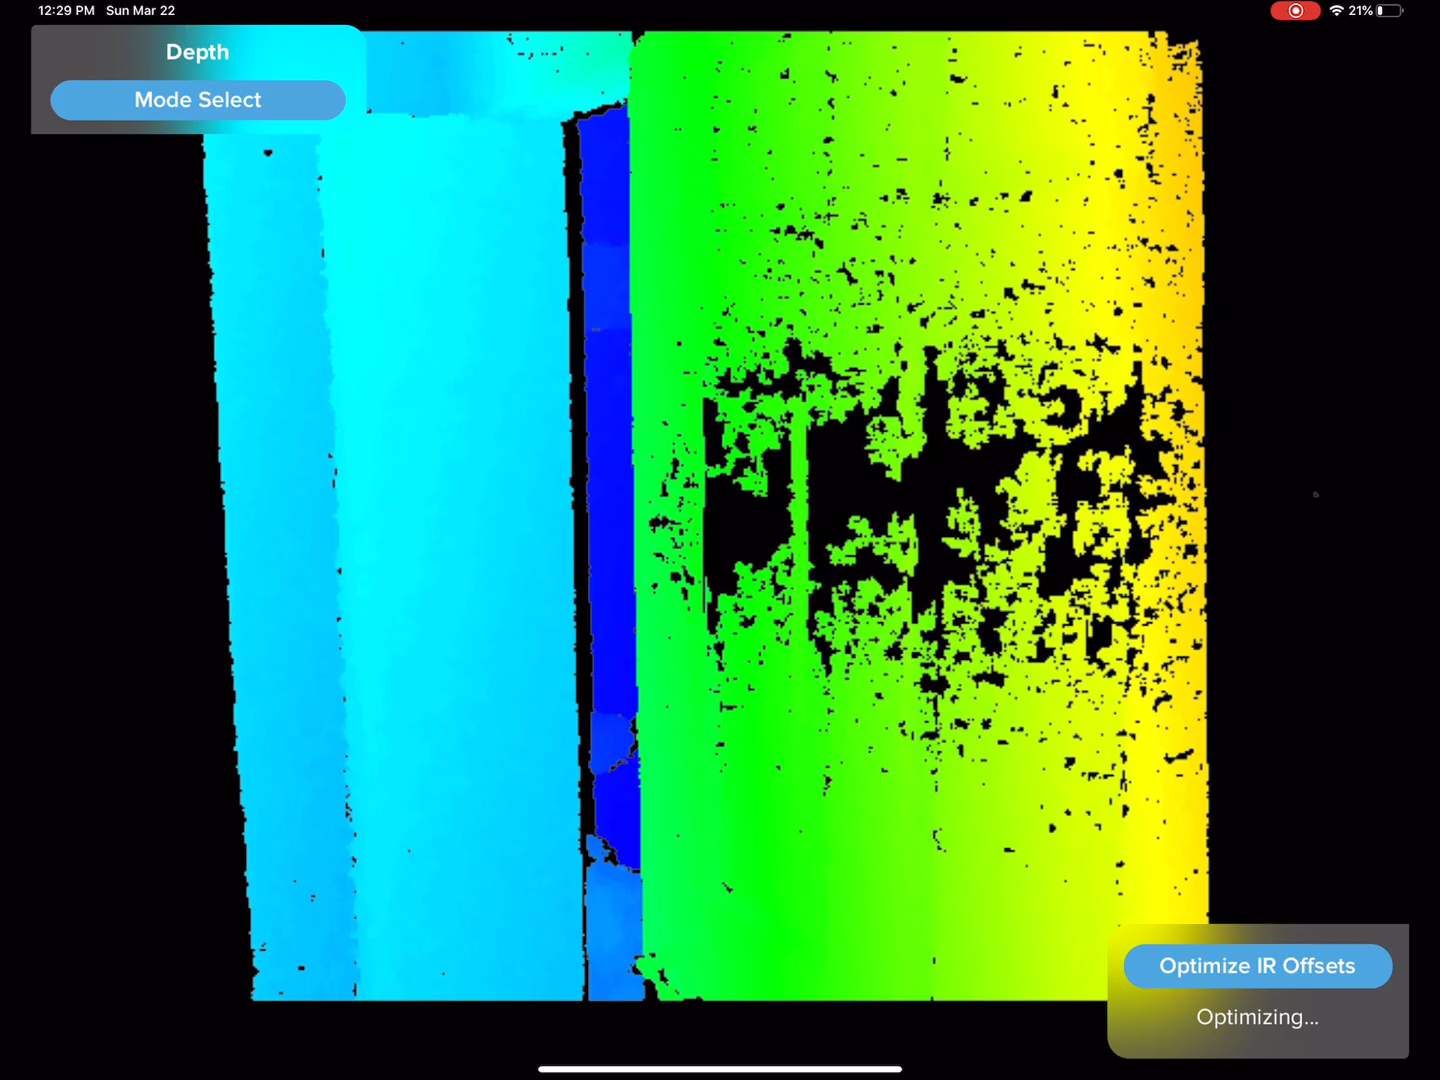 12:29 PM Sun Mar 22
21%
Depth
Mode Select
Optimize IR Offsets
Optimizing...